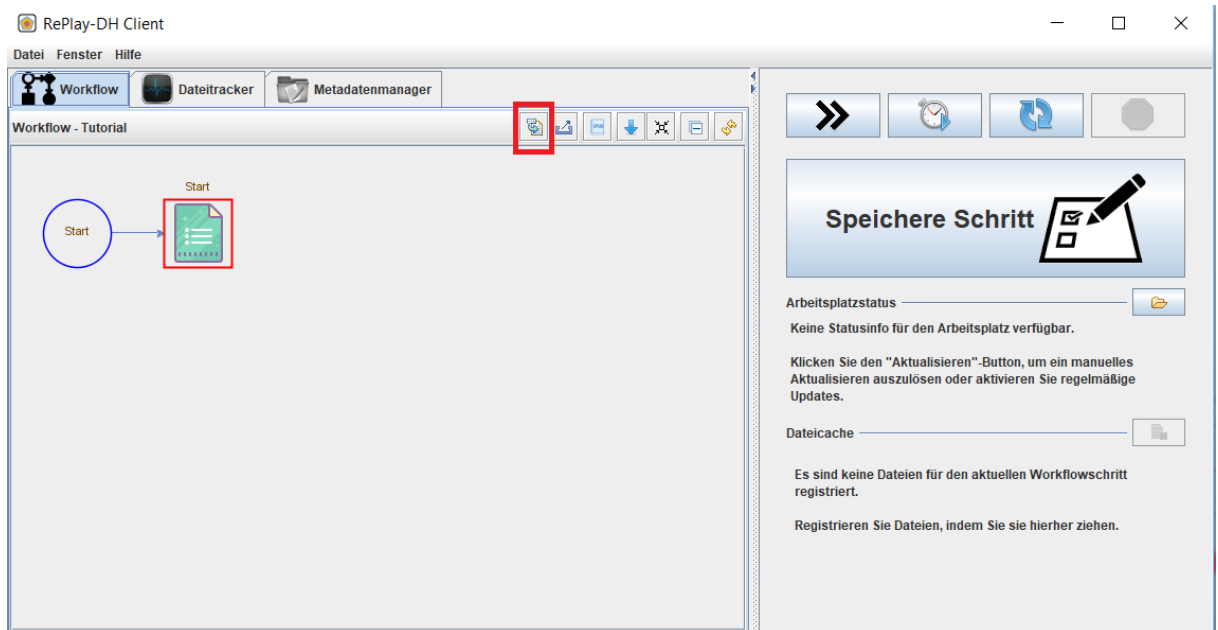 RePlay-DH Client
Datei Fenster Hilfe
Workflow
Dateitracker
Metadatenmanager
Workflow - Tutorial
Start
Start
Speichere Schritt
Arbeitsplatzstatus
Keine Statusinfo für den Arbeitsplatz verfügbar.
Klicken Sie den "Aktualisieren"-Button, um ein manuelles
Aktualisieren auszulösen oder aktivieren Sie regelmäßige
Updates.
Dateicache
Es sind keine Dateien für den aktuellen Workflowschritt
registriert.
Registrieren Sie Dateien, indem Sie sie hierher ziehen.